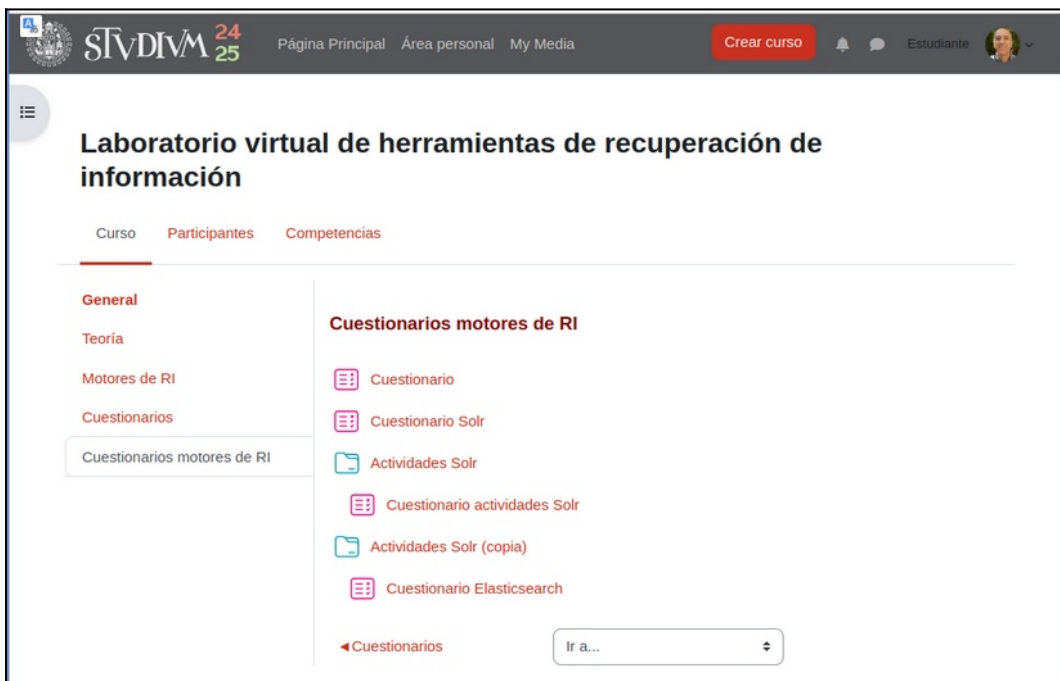 STVDIVM 24 25
Página Principal Área personal My Media Crear curso Estudiante
Laboratorio virtual de herramientas de recuperación de
información
Curso Participantes Competencias
General
Teoría
Motores de RI
Cuestionarios
Cuestionarios motores de RI
Cuestionarios motores de RI
Cuestionario
Cuestionario Solr
Actividades Solr
Cuestionario actividades Solr
Actividades Solr (copia)
Cuestionario Elasticsearch
◄Cuestionarios Ir a...